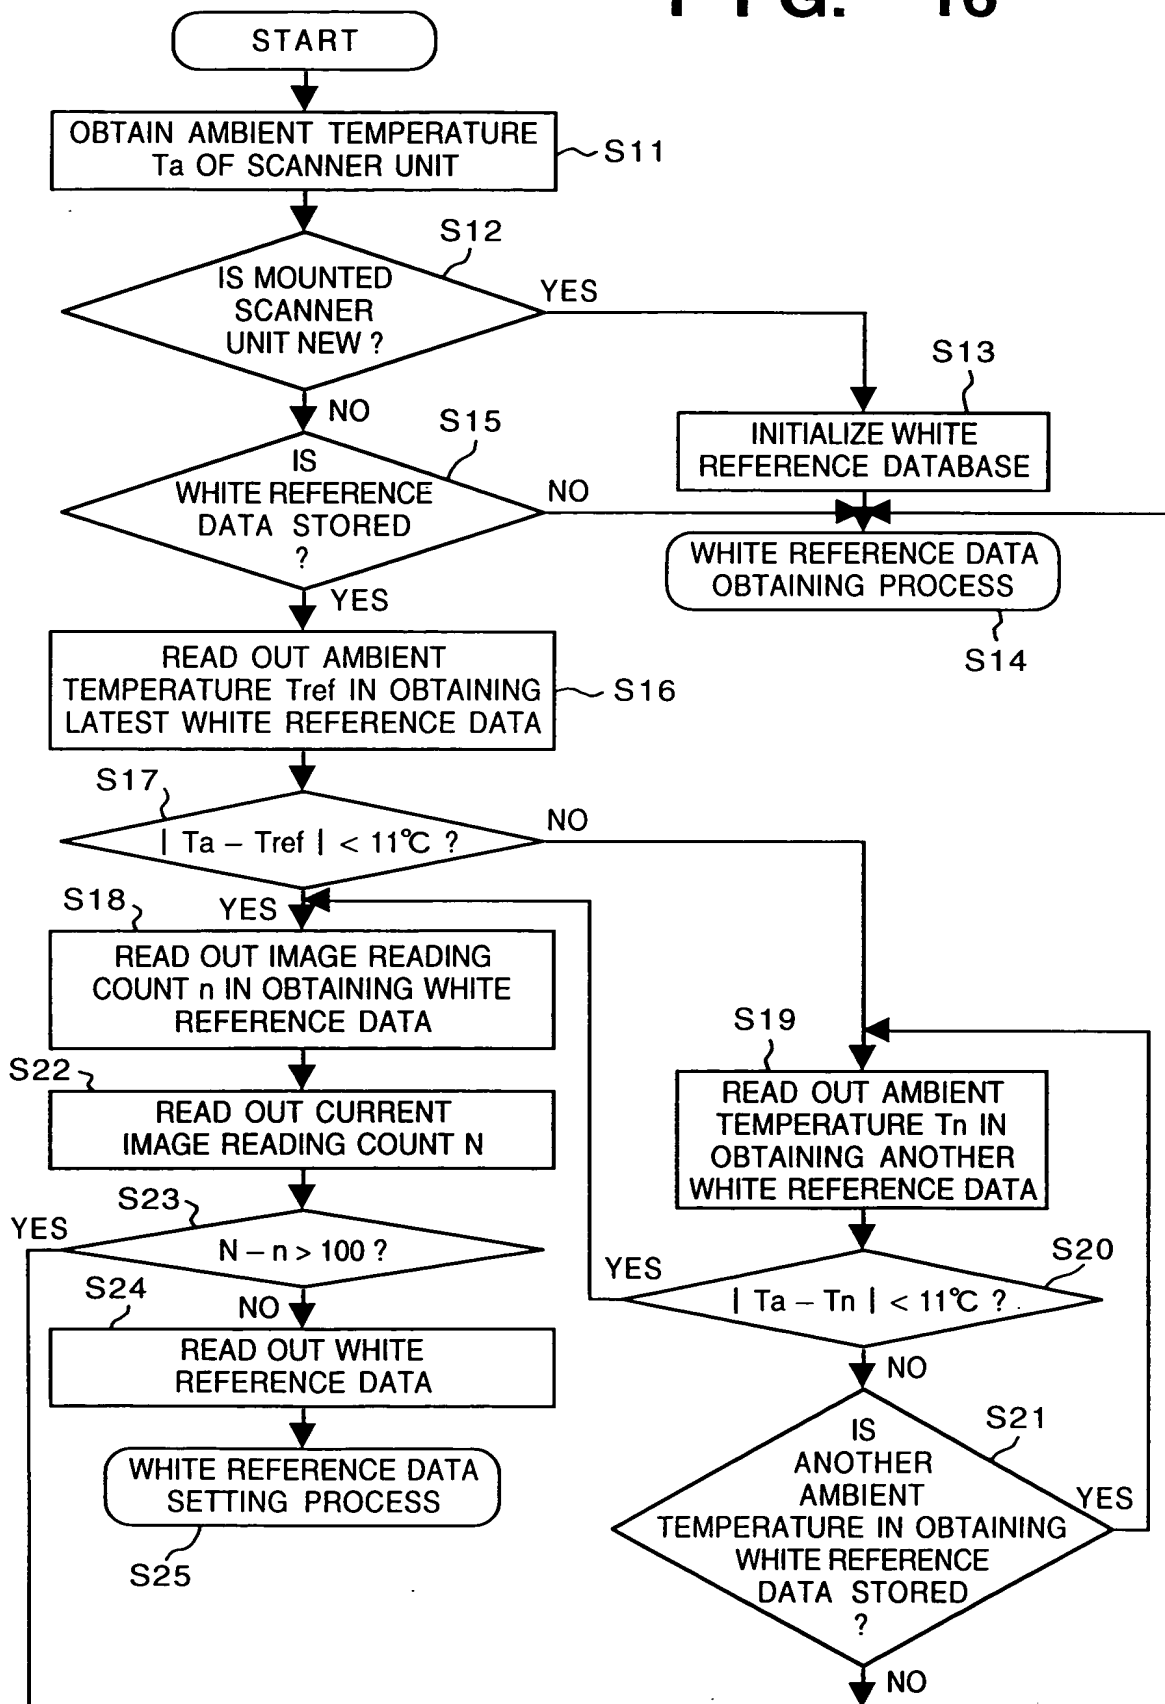 FIG. 16
START
OBTAIN AMBIENT TEMPERATURE
Ta OF SCANNER UNIT
S11
S12
IS MOUNTED
SCANNER
UNIT NEW ?
YES
NO
S13
INITIALIZE WHITE
REFERENCE DATABASE
S15
IS
WHITE REFERENCE
DATA STORED
?
NO
YES
WHITE REFERENCE DATA
OBTAINING PROCESS
S14
READ OUT AMBIENT
TEMPERATURE Tref IN OBTAINING
LATEST WHITE REFERENCE DATA
S16
S17
| Ta – Tref | < 11℃ ?
NO
YES
S18
READ OUT IMAGE READING
COUNT n IN OBTAINING WHITE
REFERENCE DATA
S19
READ OUT AMBIENT
TEMPERATURE Tn IN
OBTAINING ANOTHER
WHITE REFERENCE DATA
S22
READ OUT CURRENT
IMAGE READING COUNT N
S23
YES
N – n > 100 ?
NO
S20
YES
| Ta – Tn | < 11℃ ?
NO
S24
READ OUT WHITE
REFERENCE DATA
WHITE REFERENCE DATA
SETTING PROCESS
S25
S21
IS
ANOTHER
AMBIENT
TEMPERATURE IN OBTAINING
WHITE REFERENCE
DATA STORED
?
YES
NO